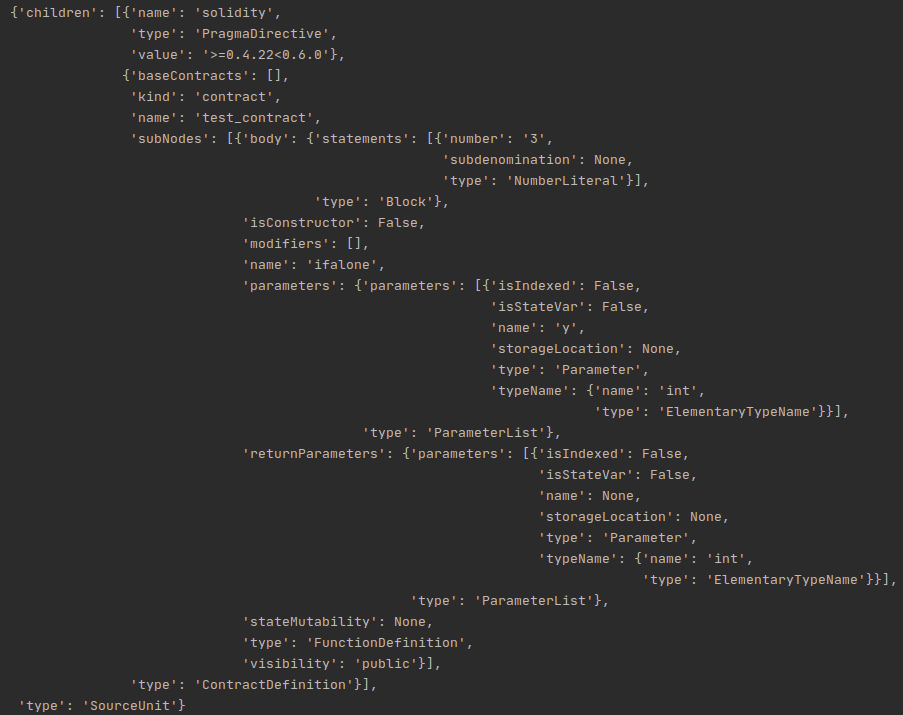 {'children': [{'name': 'solidity',
'type': 'PragmaDirective',
'value': '>=0.4.22<0.6.0'},
{'baseContracts': [],
'kind': 'contract',
'name': 'test_contract',
'subNodes': [{'body': {'statements': [{'number': '3',
'subdenomination': None,
'type': 'NumberLiteral'}],
'type': 'Block'},
'isConstructor': False,
'modifiers': [],
'name': 'ifalone',
'parameters': {'parameters': [{'isIndexed': False,
'isStateVar': False,
'name': 'y',
'storageLocation': None,
'type': 'Parameter',
'typeName': {'name': 'int',
'type': 'ElementaryTypeName'}}],
'type': 'ParameterList'},
'returnParameters': {'parameters': [{'isIndexed': False,
'isStateVar': False,
'name': None,
'storageLocation': None,
'type': 'Parameter',
'typeName': {'name': 'int',
'type': 'ElementaryTypeName'}}],
'type': 'ParameterList'},
'stateMutability': None,
'type': 'FunctionDefinition',
'visibility': 'public'}],
'type': 'ContractDefinition'}],
'type': 'SourceUnit'}